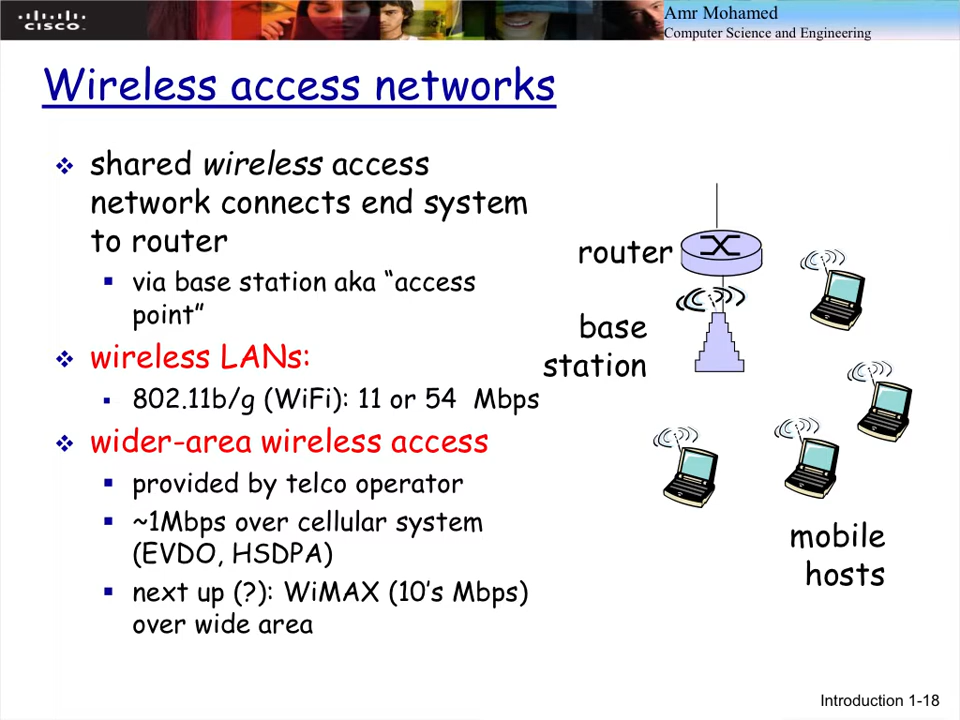 CISCO
Amr Mohamed
Computer Science and Engineering
Wireless access networks
shared wireless access
network connects end system
to router
via base station aka “access
point”
wireless LANs:
802.11b/g (WiFi): 11 or 54 Mbps
wider-area wireless access
provided by telco operator
~1Mbps over cellular system
(EVDO, HSDPA)
next up (?): WiMAX (10’s Mbps)
over wide area
router
base
station
mobile
hosts
Introduction 1-18